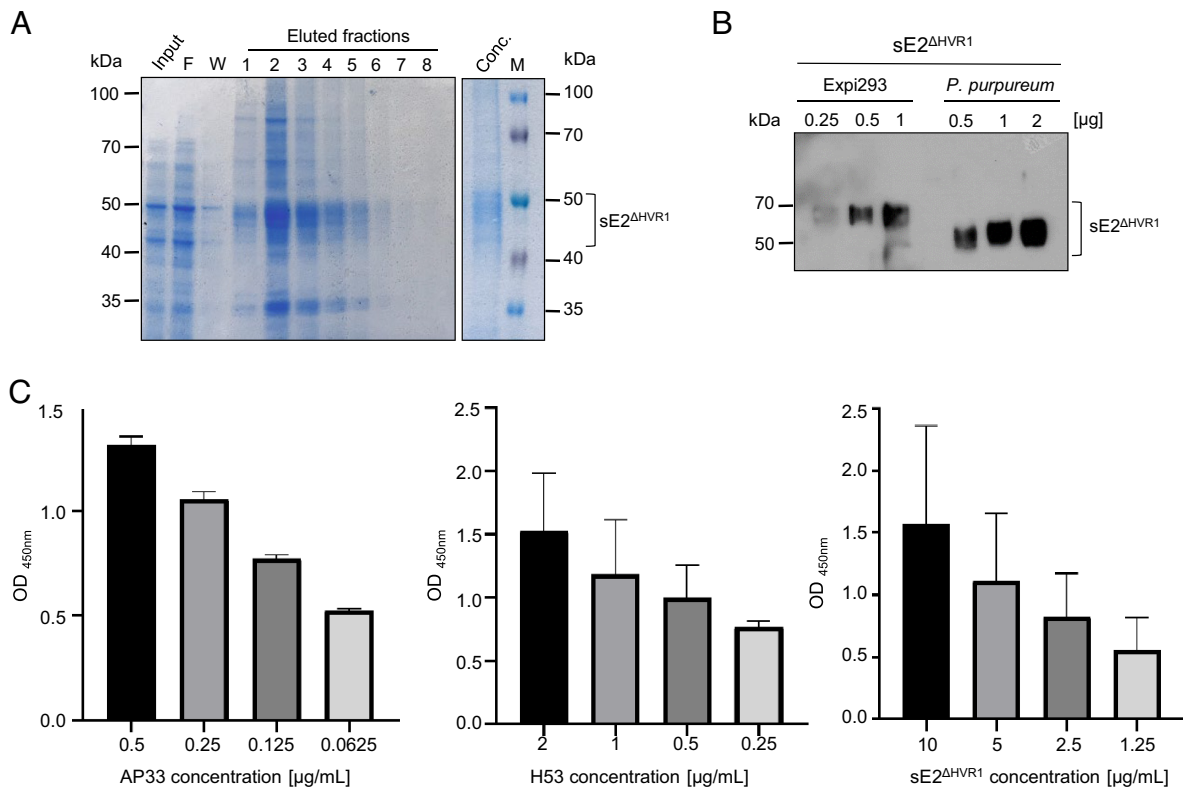 A
Eluted fractions
kDa Input F W 1 2 3 4 5 6 7 8 Conc. M kDa
100 100
70 70
50 50
sE2ΔHVR1
40 40
35 35
B
sE2ΔHVR1
Expi293 P. purpureum
kDa 0.25 0.5 1 0.5 1 2 [µg]
70
50
sE2ΔHVR1
C
OD 450nm
1.5
1.0
0.5
0.0
0.5 0.25 0.125 0.0625
AP33 concentration [µg/mL]
OD 450nm
2.5
2.0
1.5
1.0
0.5
0.0
2 1 0.5 0.25
H53 concentration [µg/mL]
OD 450nm
2.5
2.0
1.5
1.0
0.5
0.0
10 5 2.5 1.25
sE2ΔHVR1 concentration [µg/mL]